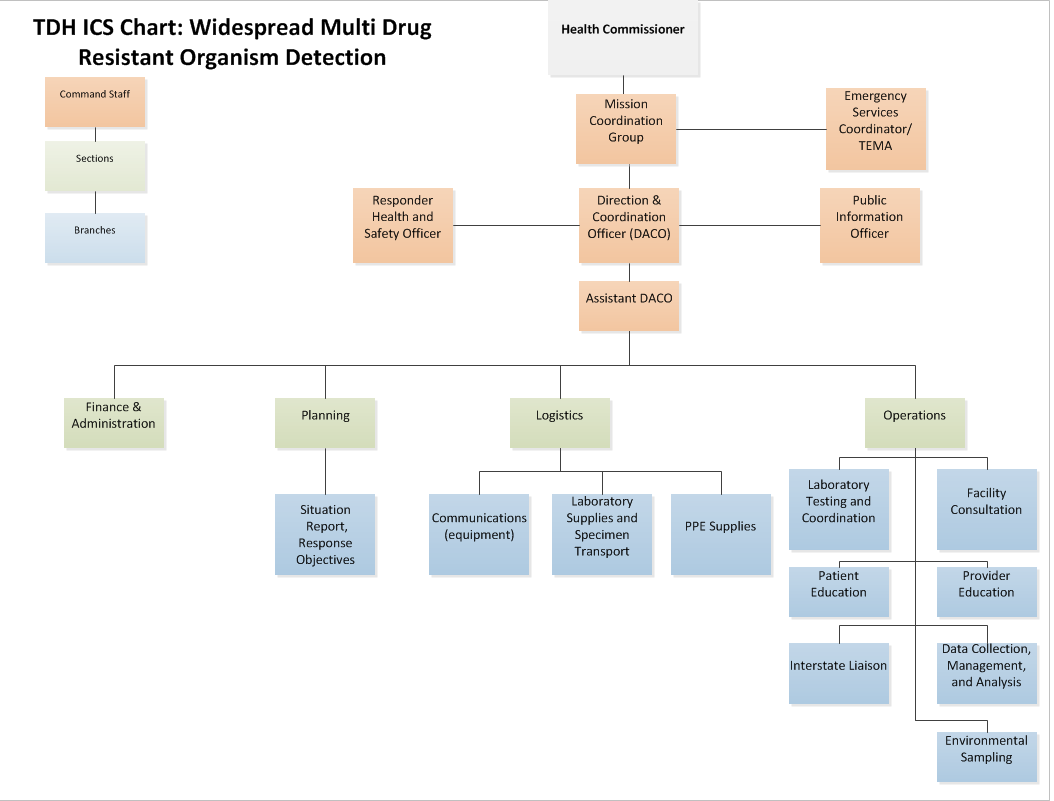 TDH ICS Chart: Widespread Multi Drug
Resistant Organism Detection
Health Commissioner
Command Staff
Sections
Branches
Mission
Coordination
Group
Emergency
Services
Coordinator/
TEMA
Responder
Health and
Safety Officer
Direction &
Coordination
Officer (DACO)
Public
Information
Officer
Assistant DACO
Finance &
Administration
Planning
Logistics
Operations
Situation
Report,
Response
Objectives
Communications
(equipment)
Laboratory
Supplies and
Specimen
Transport
PPE Supplies
Laboratory
Testing and
Coordination
Facility
Consultation
Patient
Education
Provider
Education
Interstate Liaison
Data Collection,
Management,
and Analysis
Environmental
Sampling